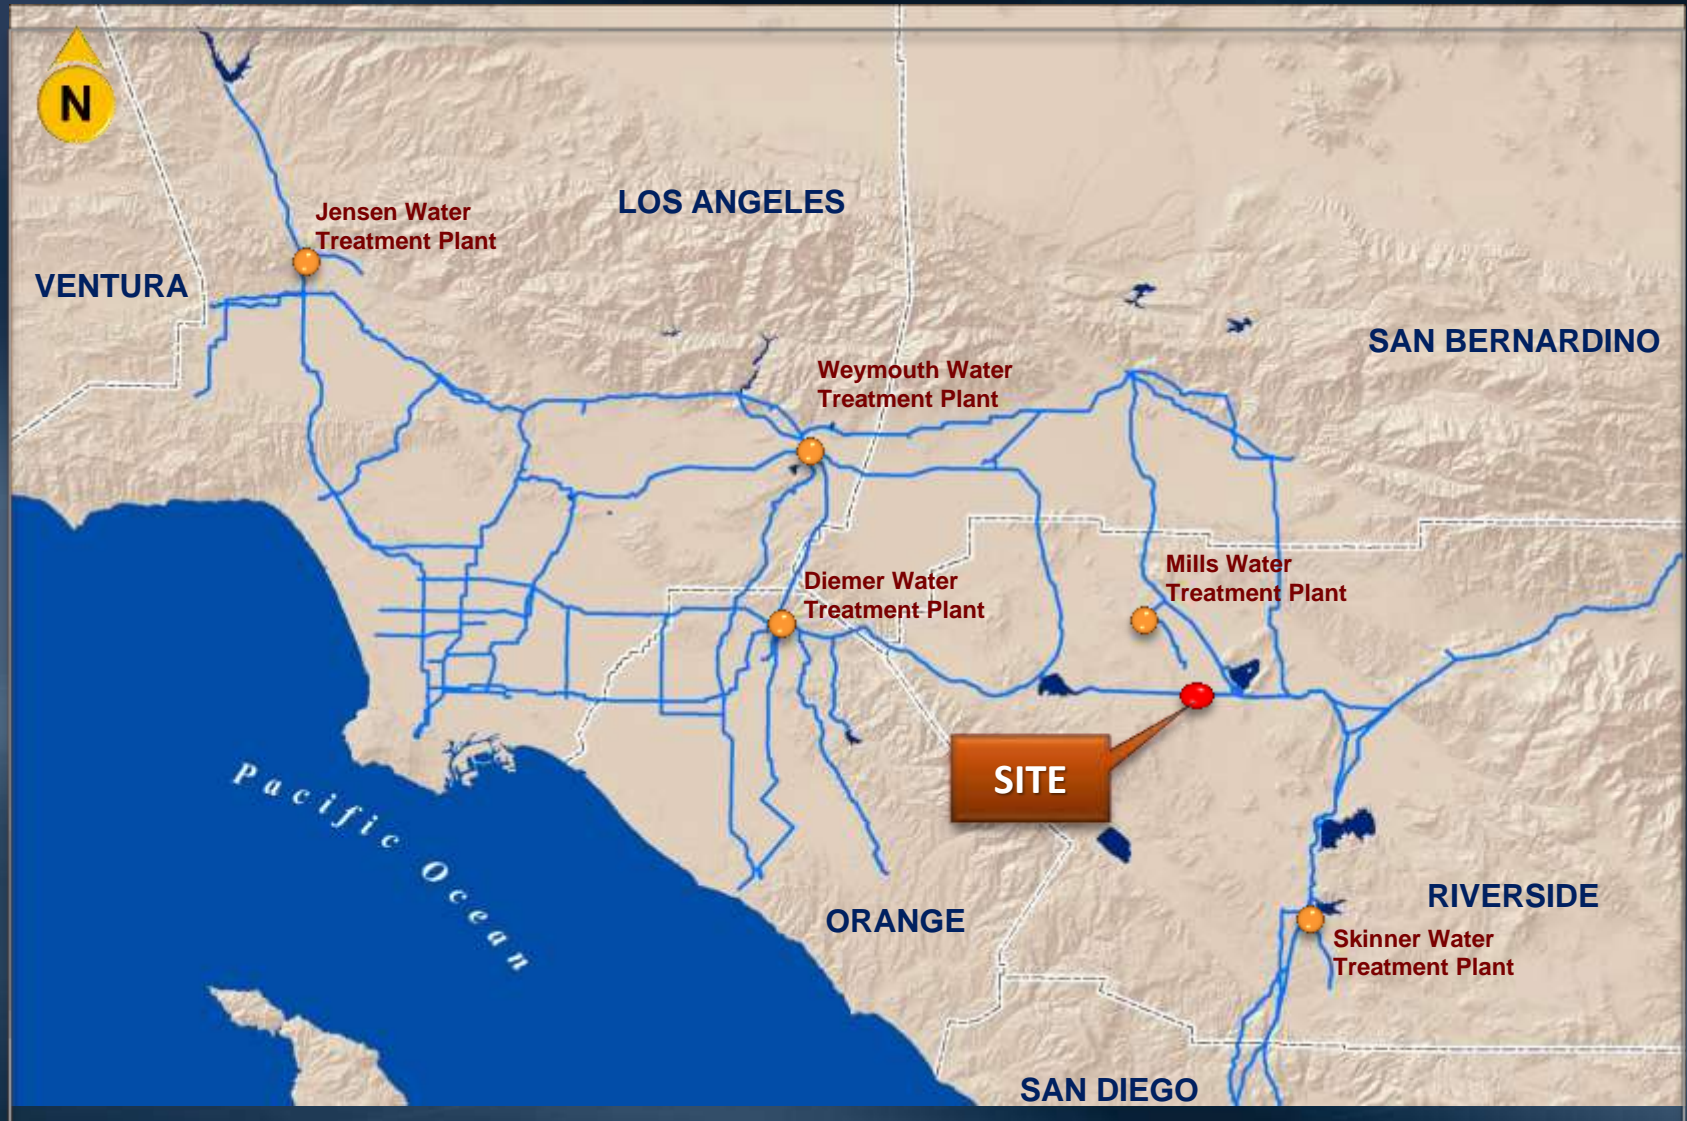 N
LOS ANGELES
Jensen Water
Treatment Plant
VENTURA
SAN BERNARDINO
Weymouth Water
Treatment Plant
Mills Water
Treatment Plant
Diemer Water
Treatment Plant
SITE
Pacific Ocean
RIVERSIDE
ORANGE
Skinner Water
Treatment Plant
SAN DIEGO